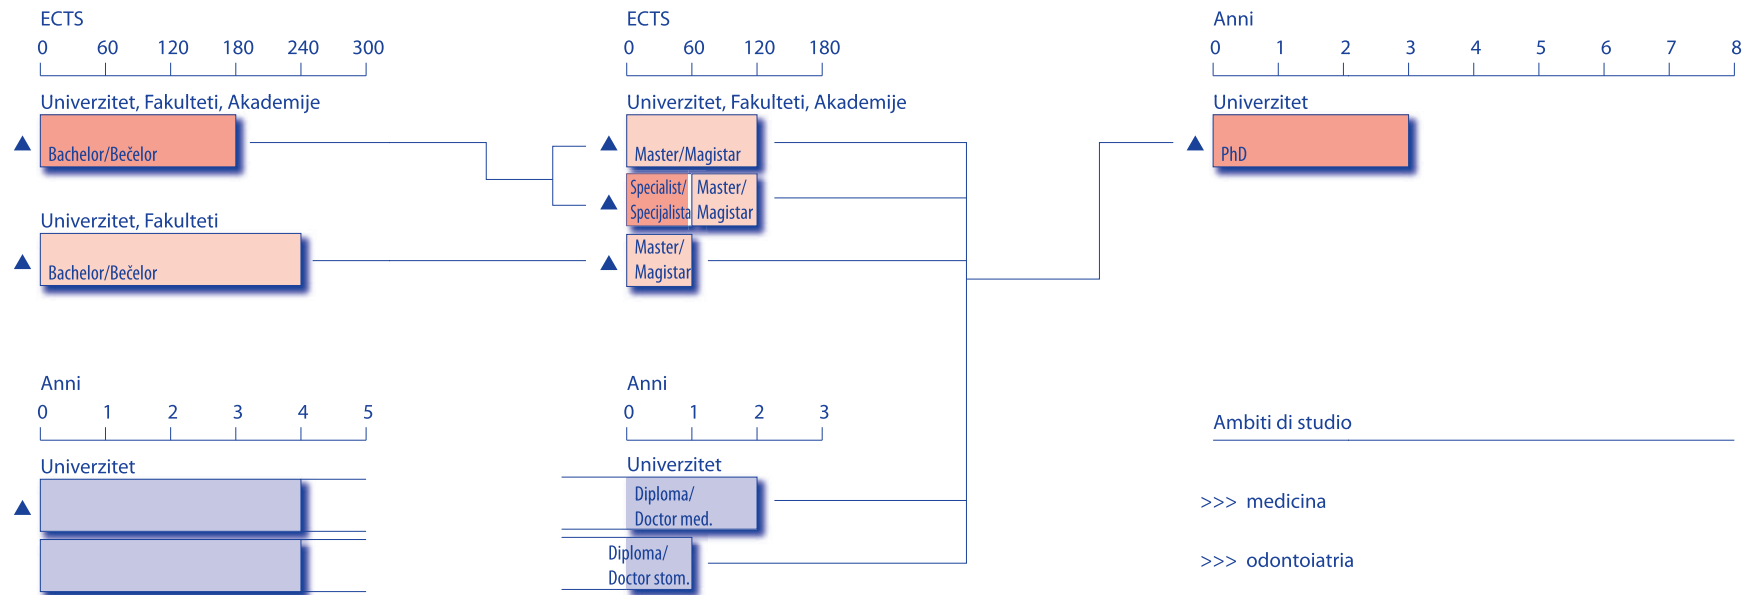 ECTS
0 60 120 180 240 300
ECTS
0 60 120 180
Anni
0 1 2 3 4 5 6 7 8
Univerzitet, Fakulteti, Akademije
Bachelor/Bečelor
Univerzitet, Fakulteti, Akademije
Master/Magistar
Specialist/
Specijalista
Master/
Magistar
Univerzitet
PhD
Univerzitet, Fakulteti
Bachelor/Bečelor
Master/
Magistar
Anni
0 1 2 3 4 5
Anni
0 1 2 3
Ambiti di studio
Univerzitet
Univerzitet
Diploma/
Doctor med.
>>> medicina
Diploma/
Doctor stom.
>>> odontoiatria